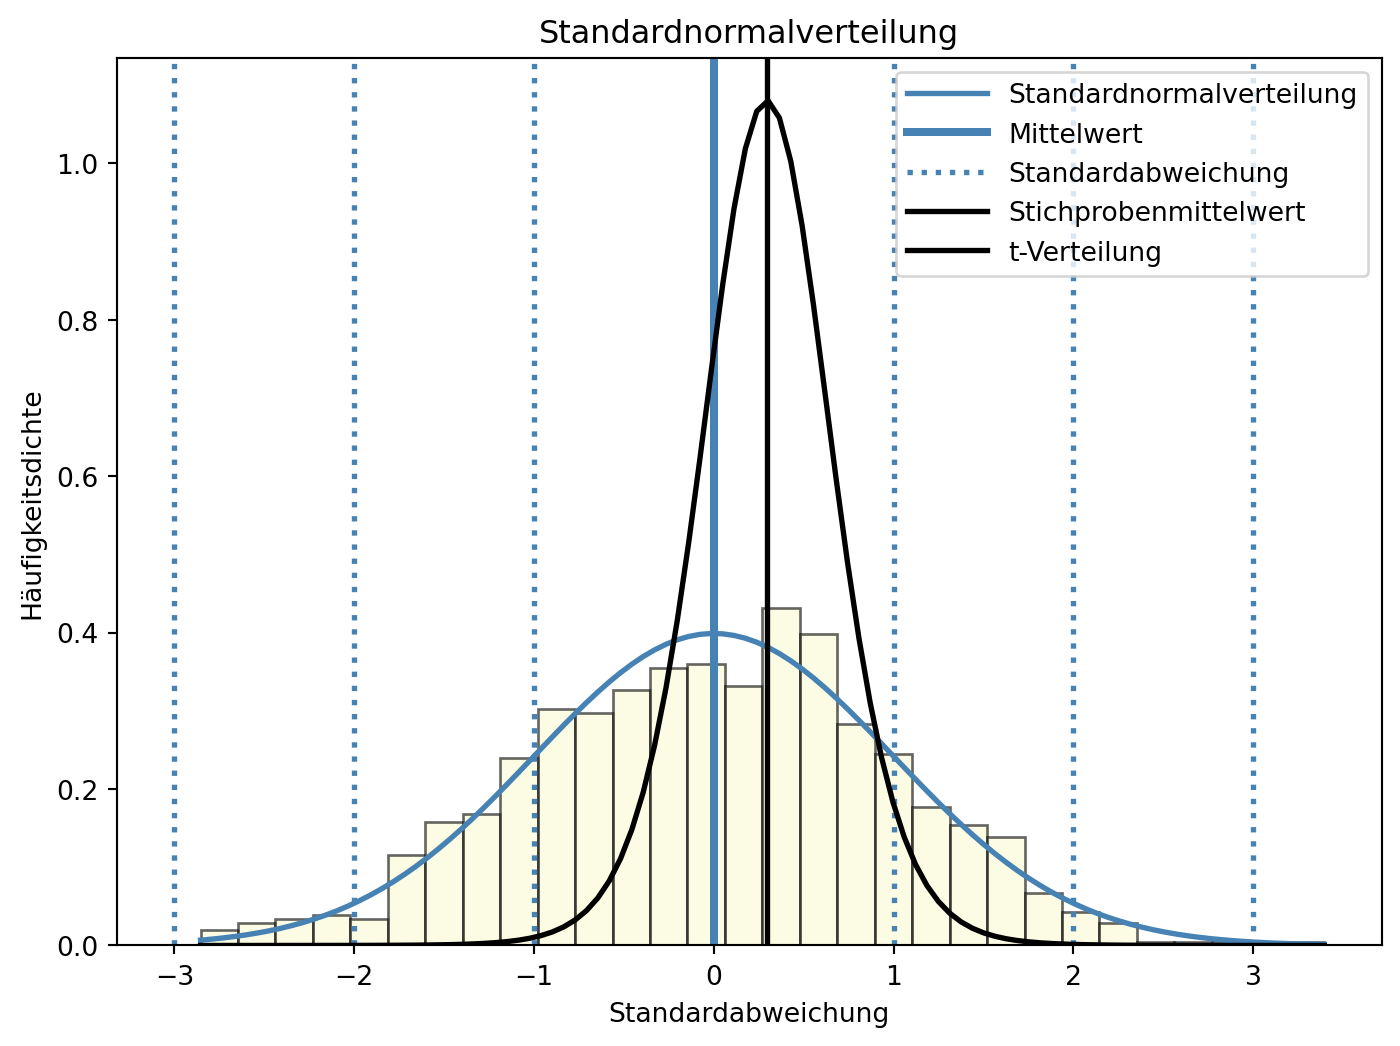 Standardnormalverteilung
Standardnormalverteilung
Mittelwert
Standardabweichung
Stichprobenmittelwert
t-Verteilung
Häufigkeitsdichte
1.0
0.8
0.6
0.4
0.2
0.0
−3 −2 −1 0 1 2 3
Standardabweichung